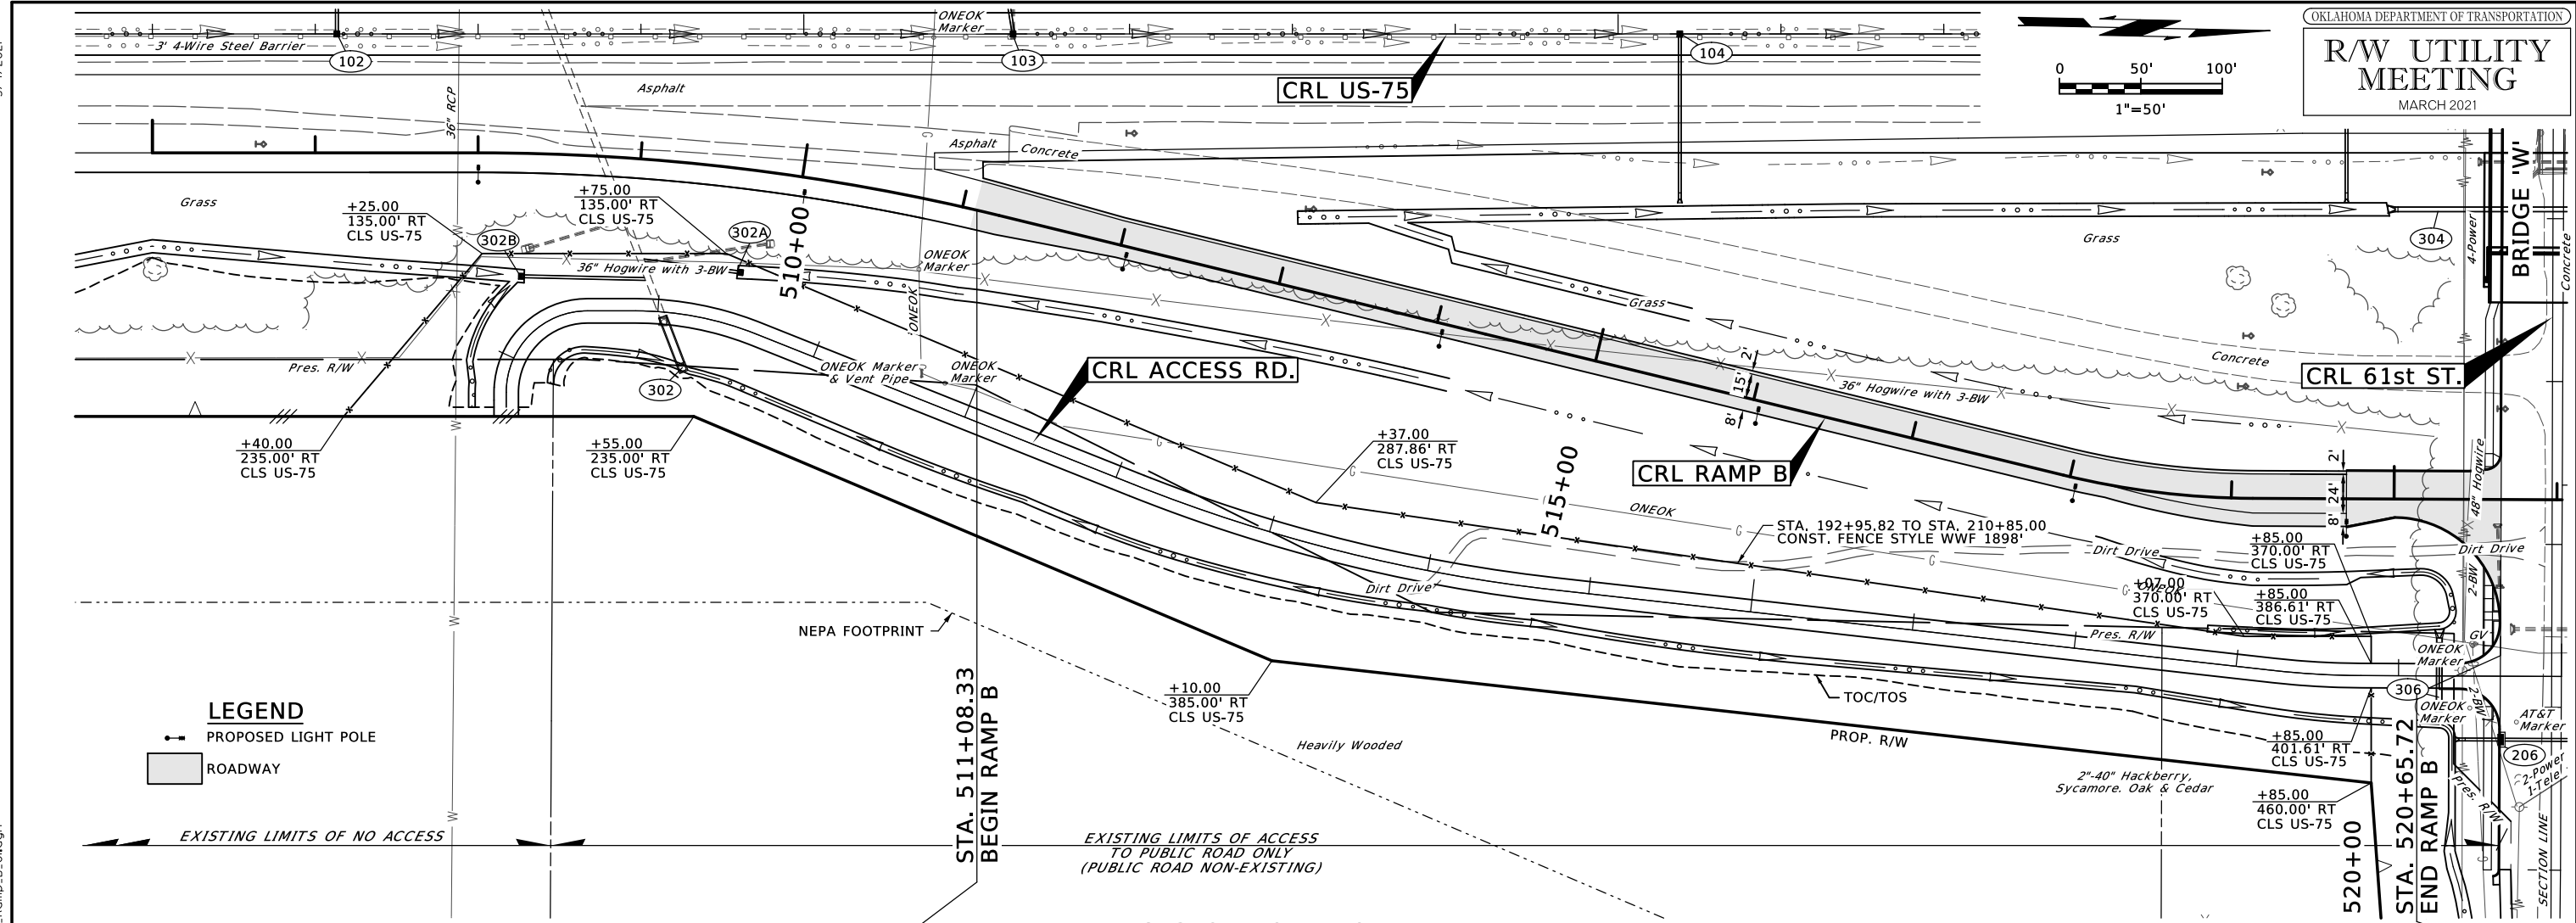 OKLAHOMA DEPARTMENT OF TRANSPORTATION
R/W UTILITY
MEETING
MARCH 2021
0 50' 100'
1"=50'
3' 4-Wire Steel Barrier
102
ONEOK
Marker
103
CRL US-75
104
Asphalt
36" RCP
Asphalt
Concrete
Grass
+25.00
135.00' RT
CLS US-75
+75.00
135.00' RT
CLS US-75
302B
302A
36" Hogwire with 3-BW
510+00
ONEOK
Marker
ONEOK
Grass
304
4-Power
BRIDGE 'W'
Concrete
Grass
Pres. R/W
302
ONEOK Marker
& Vent Pipe
ONEOK
Marker
CRL ACCESS RD.
2'
15'
8'
36" Hogwire with 3-BW
Concrete
CRL 61st ST.
+40.00
235.00' RT
CLS US-75
+55.00
235.00' RT
CLS US-75
+37.00
287.86' RT
CLS US-75
515+00
CRL RAMP B
2'
24'
8'
48" Hogwire
ONEOK
STA. 192+95.82 TO STA. 210+85.00
CONST. FENCE STYLE WWF 1898'
Dirt Drive
+85.00
370.00' RT
CLS US-75
Dirt Drive
Dirt Drive
2-BW
+07.00
ONEOK
370.00' RT
CLS US-75
+85.00
386.61' RT
CLS US-75
NEPA FOOTPRINT
Pres. R/W
GV
ONEOK
Marker
STA. 511+08.33
BEGIN RAMP B
+10.00
385.00' RT
CLS US-75
TOC/TOS
306
2-BW
ONEOK
Marker
AT&T
Marker
LEGEND
PROPOSED LIGHT POLE
ROADWAY
Heavily Wooded
PROP. R/W
+85.00
401.61' RT
CLS US-75
206
2-Power
1-Tele
2"-40" Hackberry,
Sycamore, Oak & Cedar
+85.00
460.00' RT
CLS US-75
Pres. R/W
520+00
STA. 520+65.72
END RAMP B
SECTION LINE
EXISTING LIMITS OF NO ACCESS
EXISTING LIMITS OF ACCESS
TO PUBLIC ROAD ONLY
(PUBLIC ROAD NON-EXISTING)